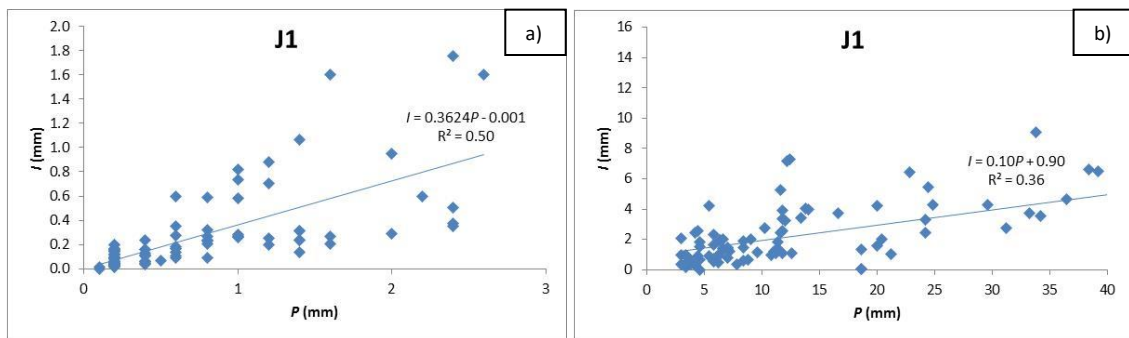 J1
a)
2.0
1.8
1.6
1.4
1.2
1.0
0.8
0.6
0.4
0.2
0.0
I (mm)
I = 0.3624P - 0.001
R² = 0.50
0 1 2 3
P (mm)
J1
b)
16
14
12
10
8
6
4
2
0
I (mm)
I = 0.10P + 0.90
R² = 0.36
0 5 10 15 20 25 30 35 40
P (mm)